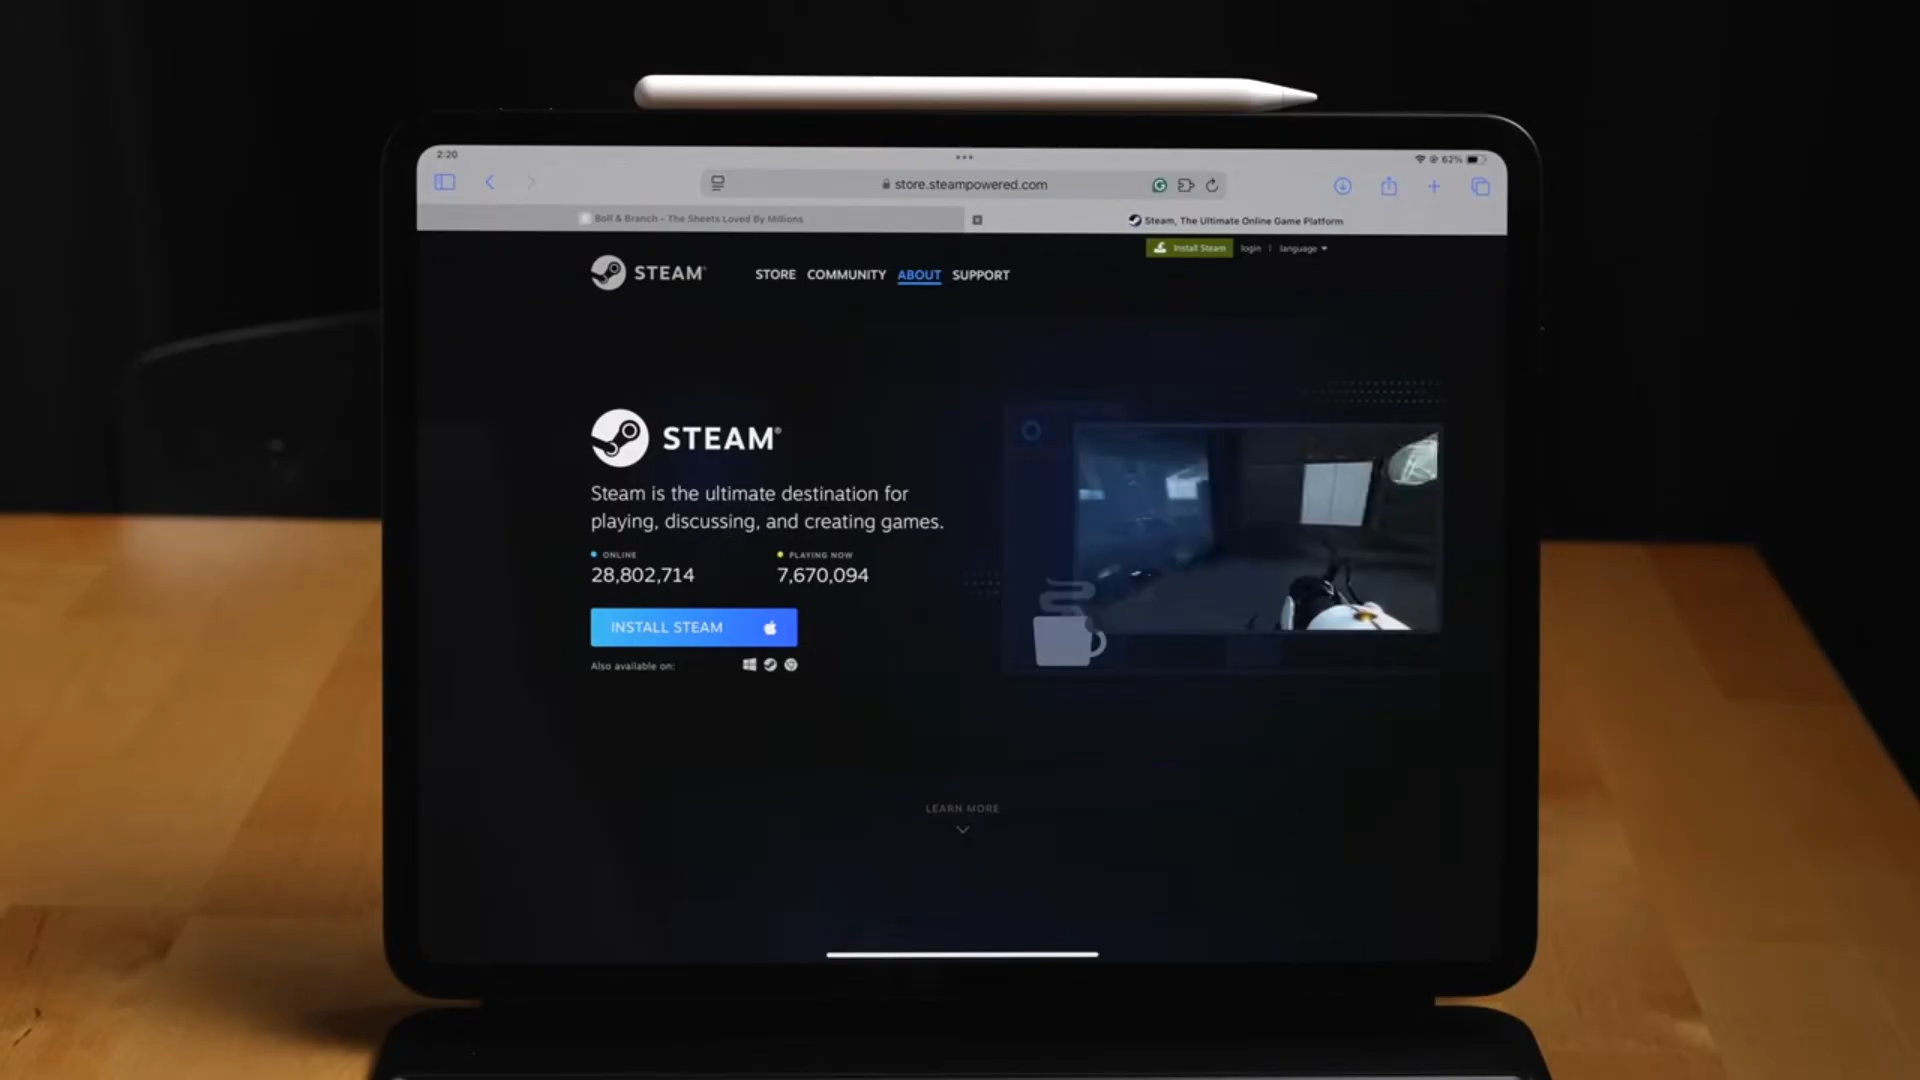 2:20
62%
store.steampowered.com
Boll & Branch - The Sheets Loved By Millions
Steam, The Ultimate Online Game Platform
Install Steam
login | language
STEAM®
STORE
COMMUNITY
ABOUT
SUPPORT
STEAM®
Steam is the ultimate destination for
playing, discussing, and creating games.
ONLINE
PLAYING NOW
28,802,714
7,670,094
INSTALL STEAM
Also available on:
LEARN MORE